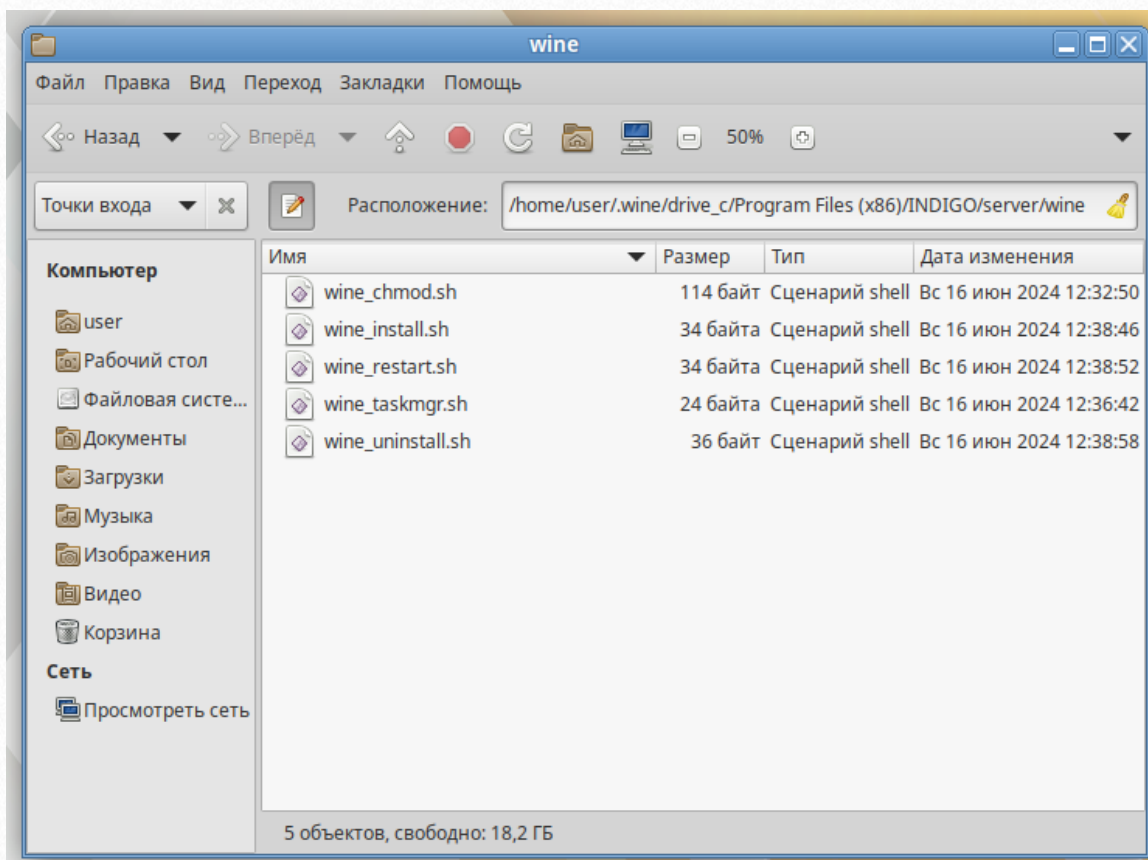 wine
Файл Правка Вид Переход Закладки Помощь
Назад Вперёд 50%
Точки входа Расположение: /home/user/.wine/drive_c/Program Files (x86)/INDIGO/server/wine
Компьютер
user
Рабочий стол
Файловая систе...
Документы
Загрузки
Музыка
Изображения
Видео
Корзина
Сеть
Просмотреть сеть
Имя Размер Тип Дата изменения
wine_chmod.sh 114 байт Сценарий shell Вс 16 июн 2024 12:32:50
wine_install.sh 34 байта Сценарий shell Вс 16 июн 2024 12:38:46
wine_restart.sh 34 байта Сценарий shell Вс 16 июн 2024 12:38:52
wine_taskmgr.sh 24 байта Сценарий shell Вс 16 июн 2024 12:36:42
wine_uninstall.sh 36 байт Сценарий shell Вс 16 июн 2024 12:38:58
5 объектов, свободно: 18,2 ГБ